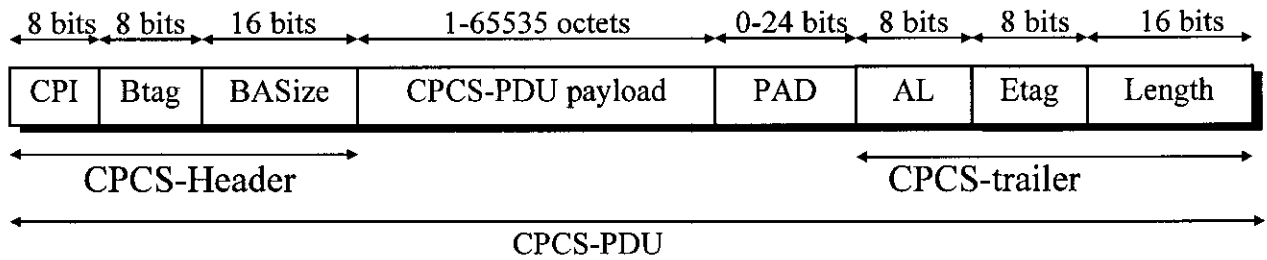 8 bits 8 bits 16 bits 1-65535 octets 0-24 bits 8 bits 8 bits 16 bits
CPI Btag BASize CPCS-PDU payload PAD AL Etag Length
CPCS-Header CPCS-trailer
CPCS-PDU